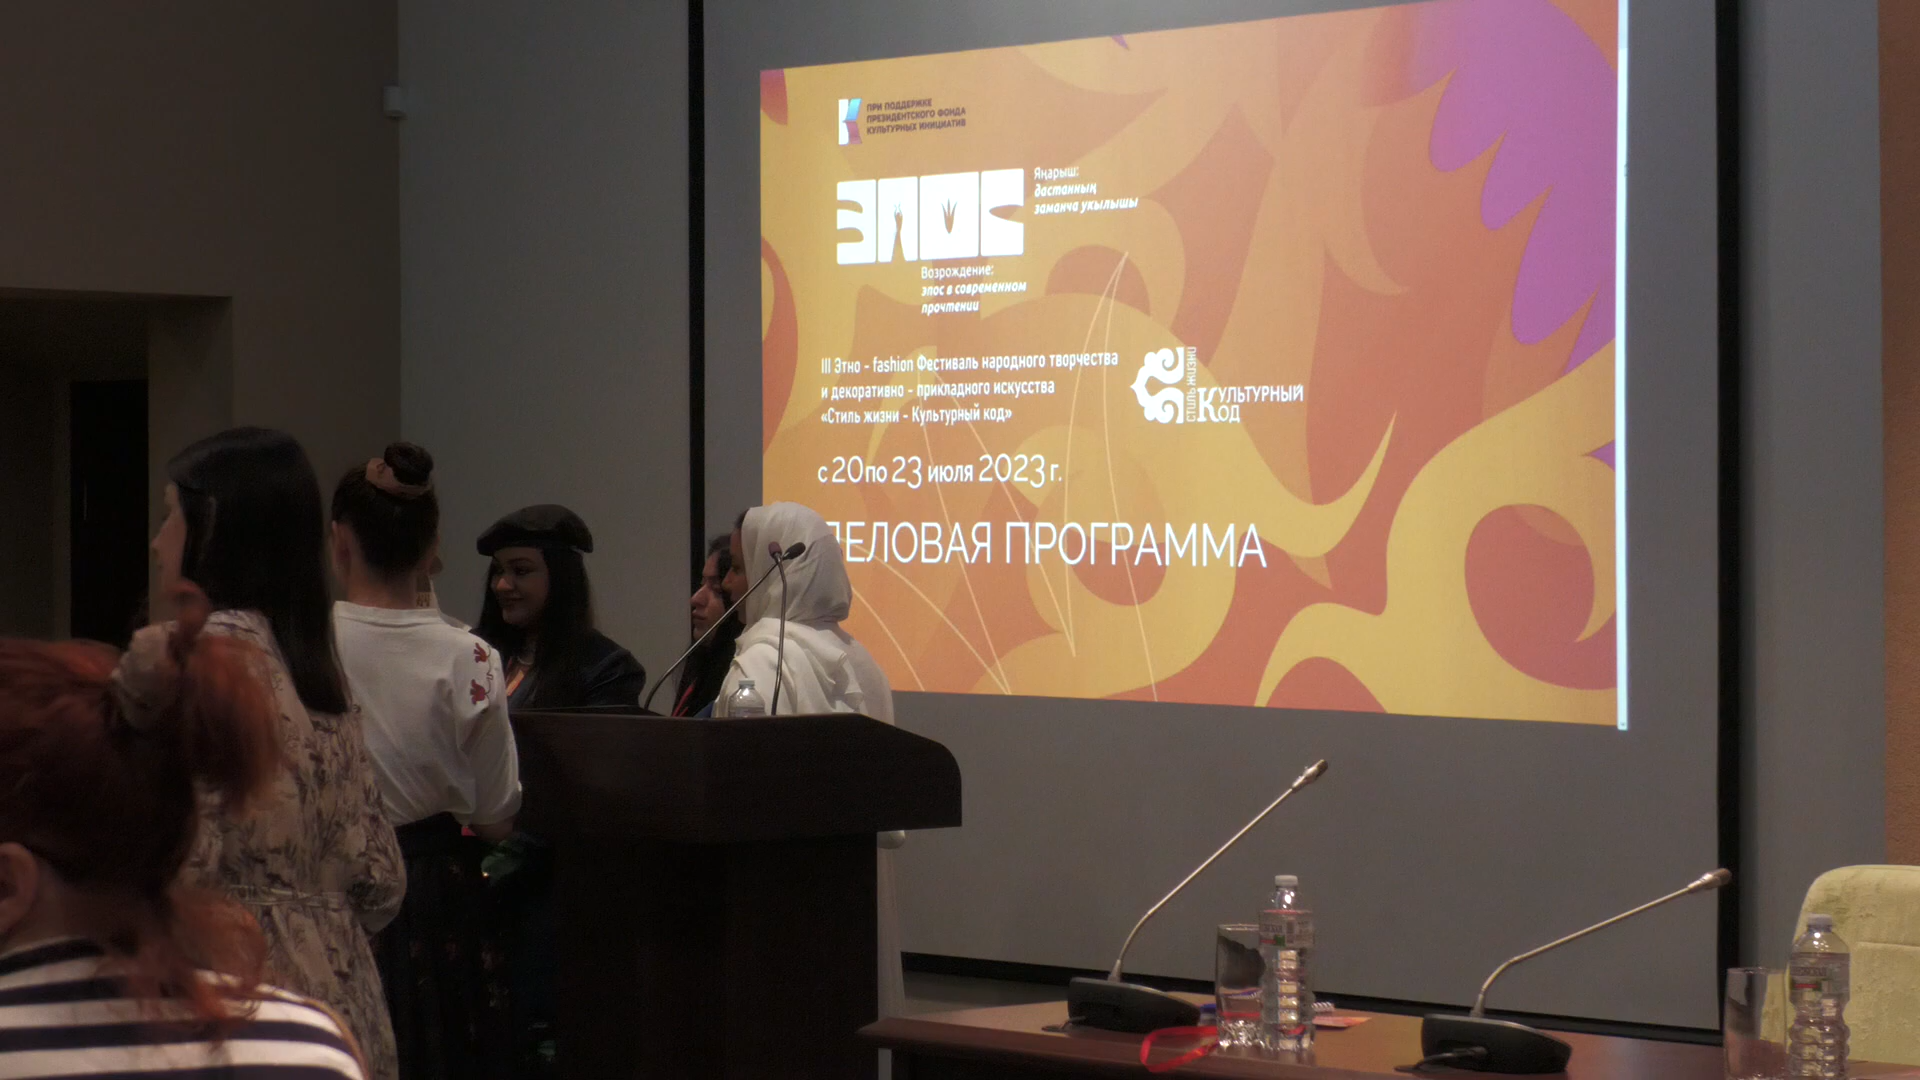 ПРИ ПОДДЕРЖКЕ
ПРЕЗИДЕНТСКОГО ФОНДА
КУЛЬТУРНЫХ ИНИЦИАТИВ
ЭПОС
Яңарыш:
дастанның
заманча укылышы
Возрождение:
эпос в современном
прочтении
III Этно - fashion Фестиваль народного творчества
и декоративно - прикладного искусства
«Стиль жизни - Культурный код»
СТИЛЬ ЖИЗНИ
КУЛЬТУРНЫЙ
КОД
с 20 по 23 июля 2023 г.
ДЕЛОВАЯ ПРОГРАММА